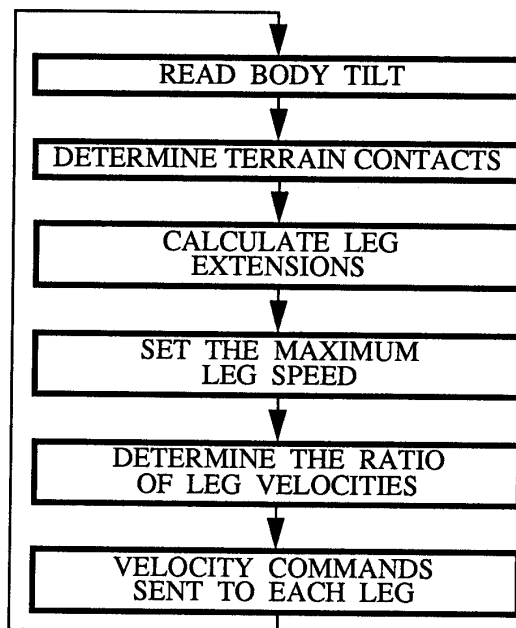 READ BODY TILT
DETERMINE TERRAIN CONTACTS
CALCULATE LEG
EXTENSIONS
SET THE MAXIMUM
LEG SPEED
DETERMINE THE RATIO
OF LEG VELOCITIES
VELOCITY COMMANDS
SENT TO EACH LEG